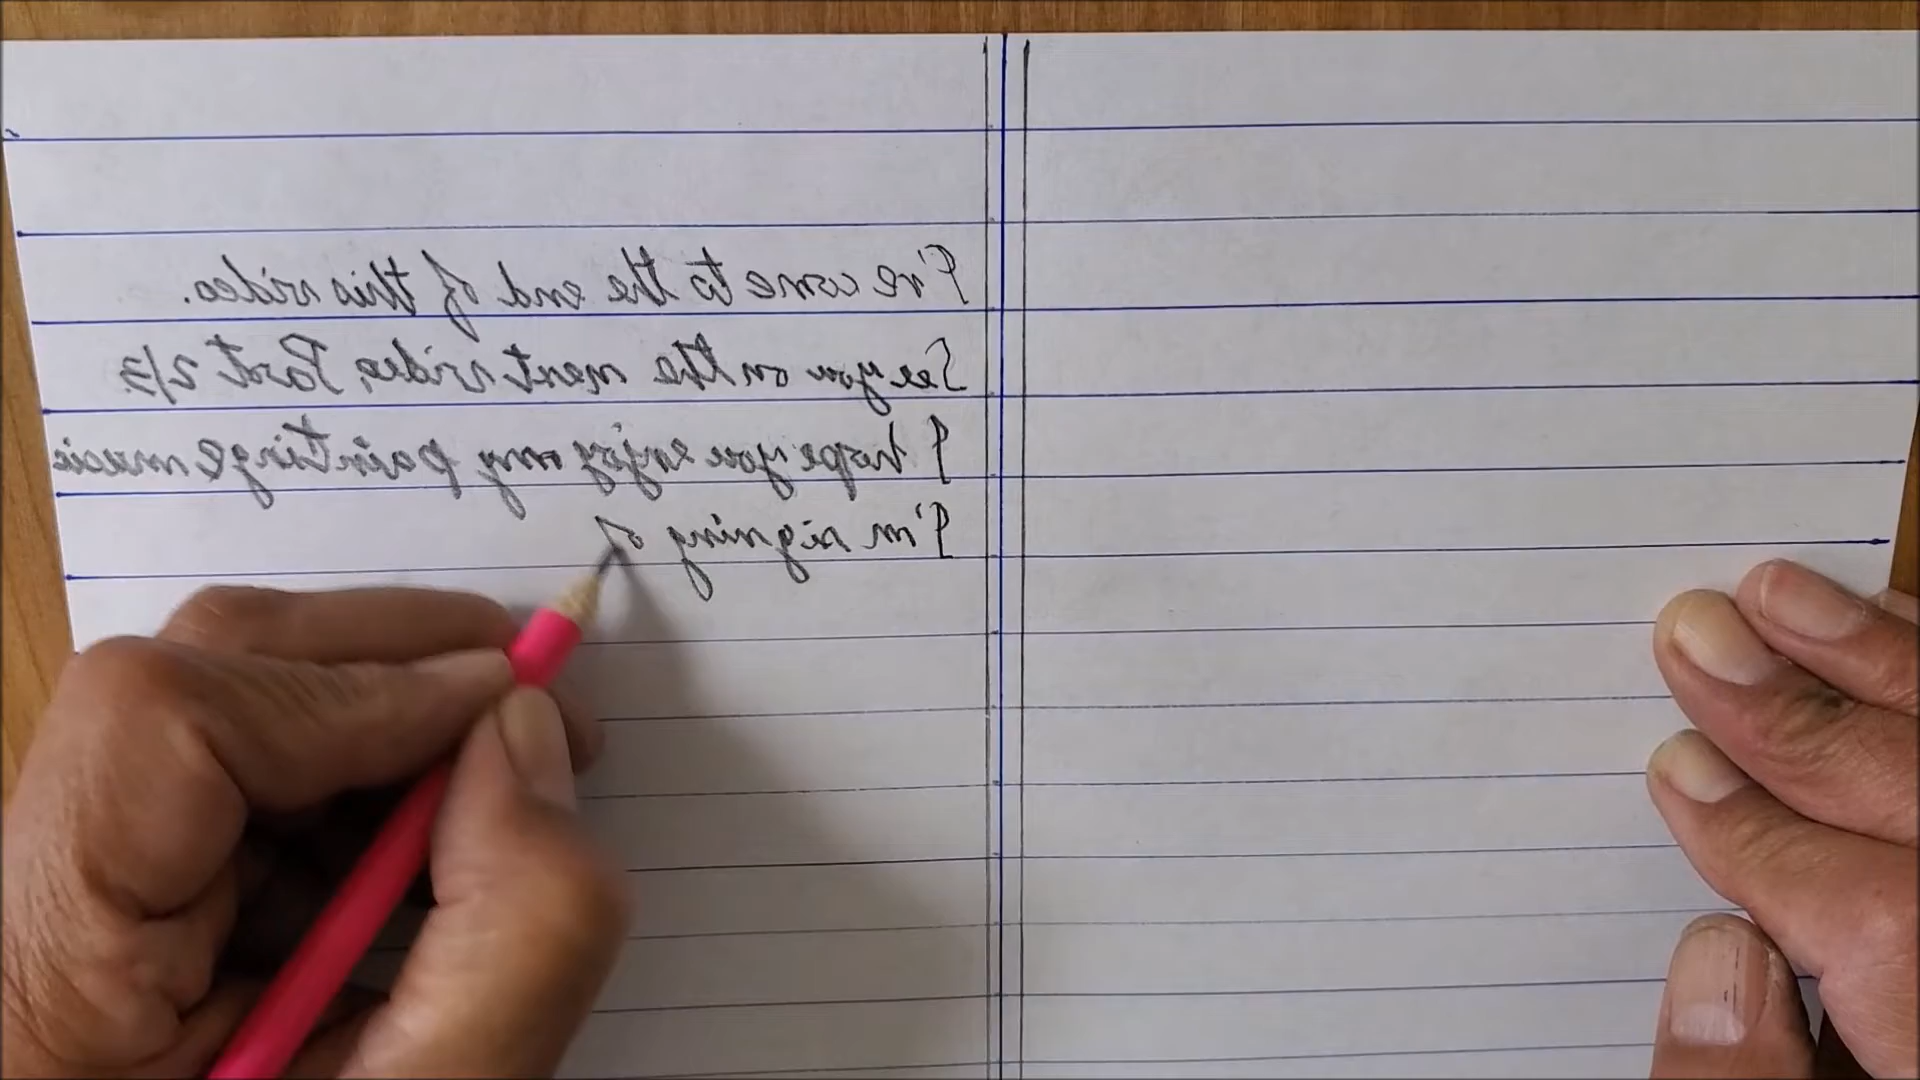 I've come to the end of this video.
See you on the next video, Part 2/3
I hope you enjoy my painting & music
I'm signing of